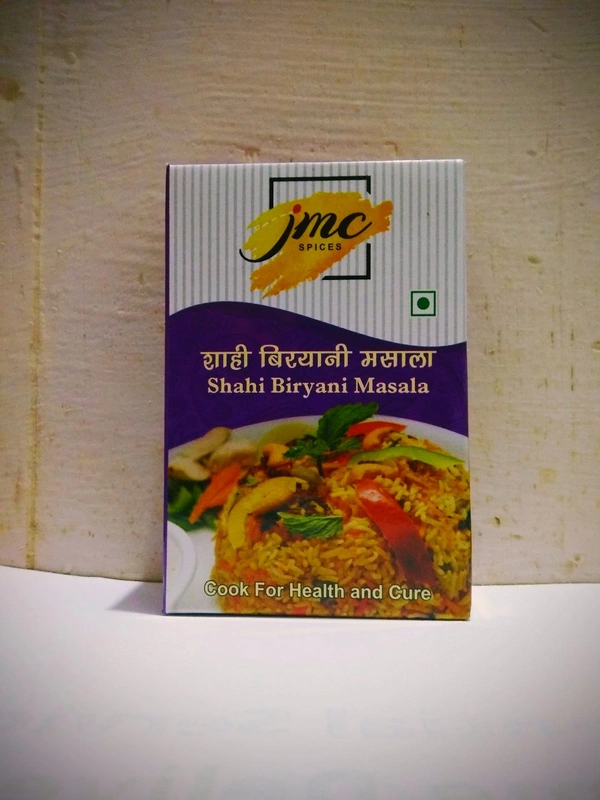 jmc
SPICES
शाही बिरयानी मसाला
Shahi Biryani Masala
Cook For Health and Cure